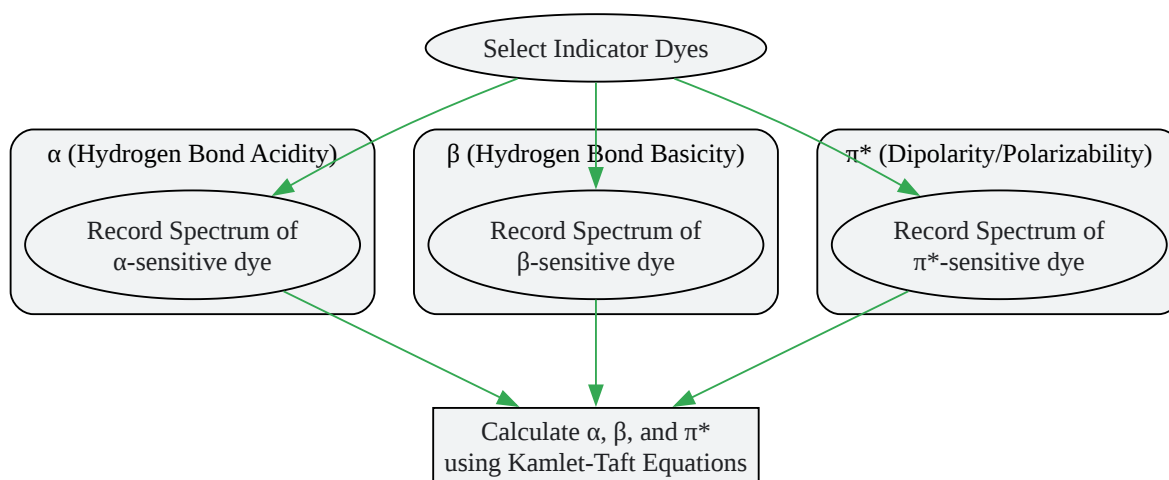 Select Indicator Dyes
α (Hydrogen Bond Acidity)
β (Hydrogen Bond Basicity)
π* (Dipolarity/Polarizability)
Record Spectrum of
α-sensitive dye
Record Spectrum of
β-sensitive dye
Record Spectrum of
π*-sensitive dye
Calculate α, β, and π*
using Kamlet-Taft Equations